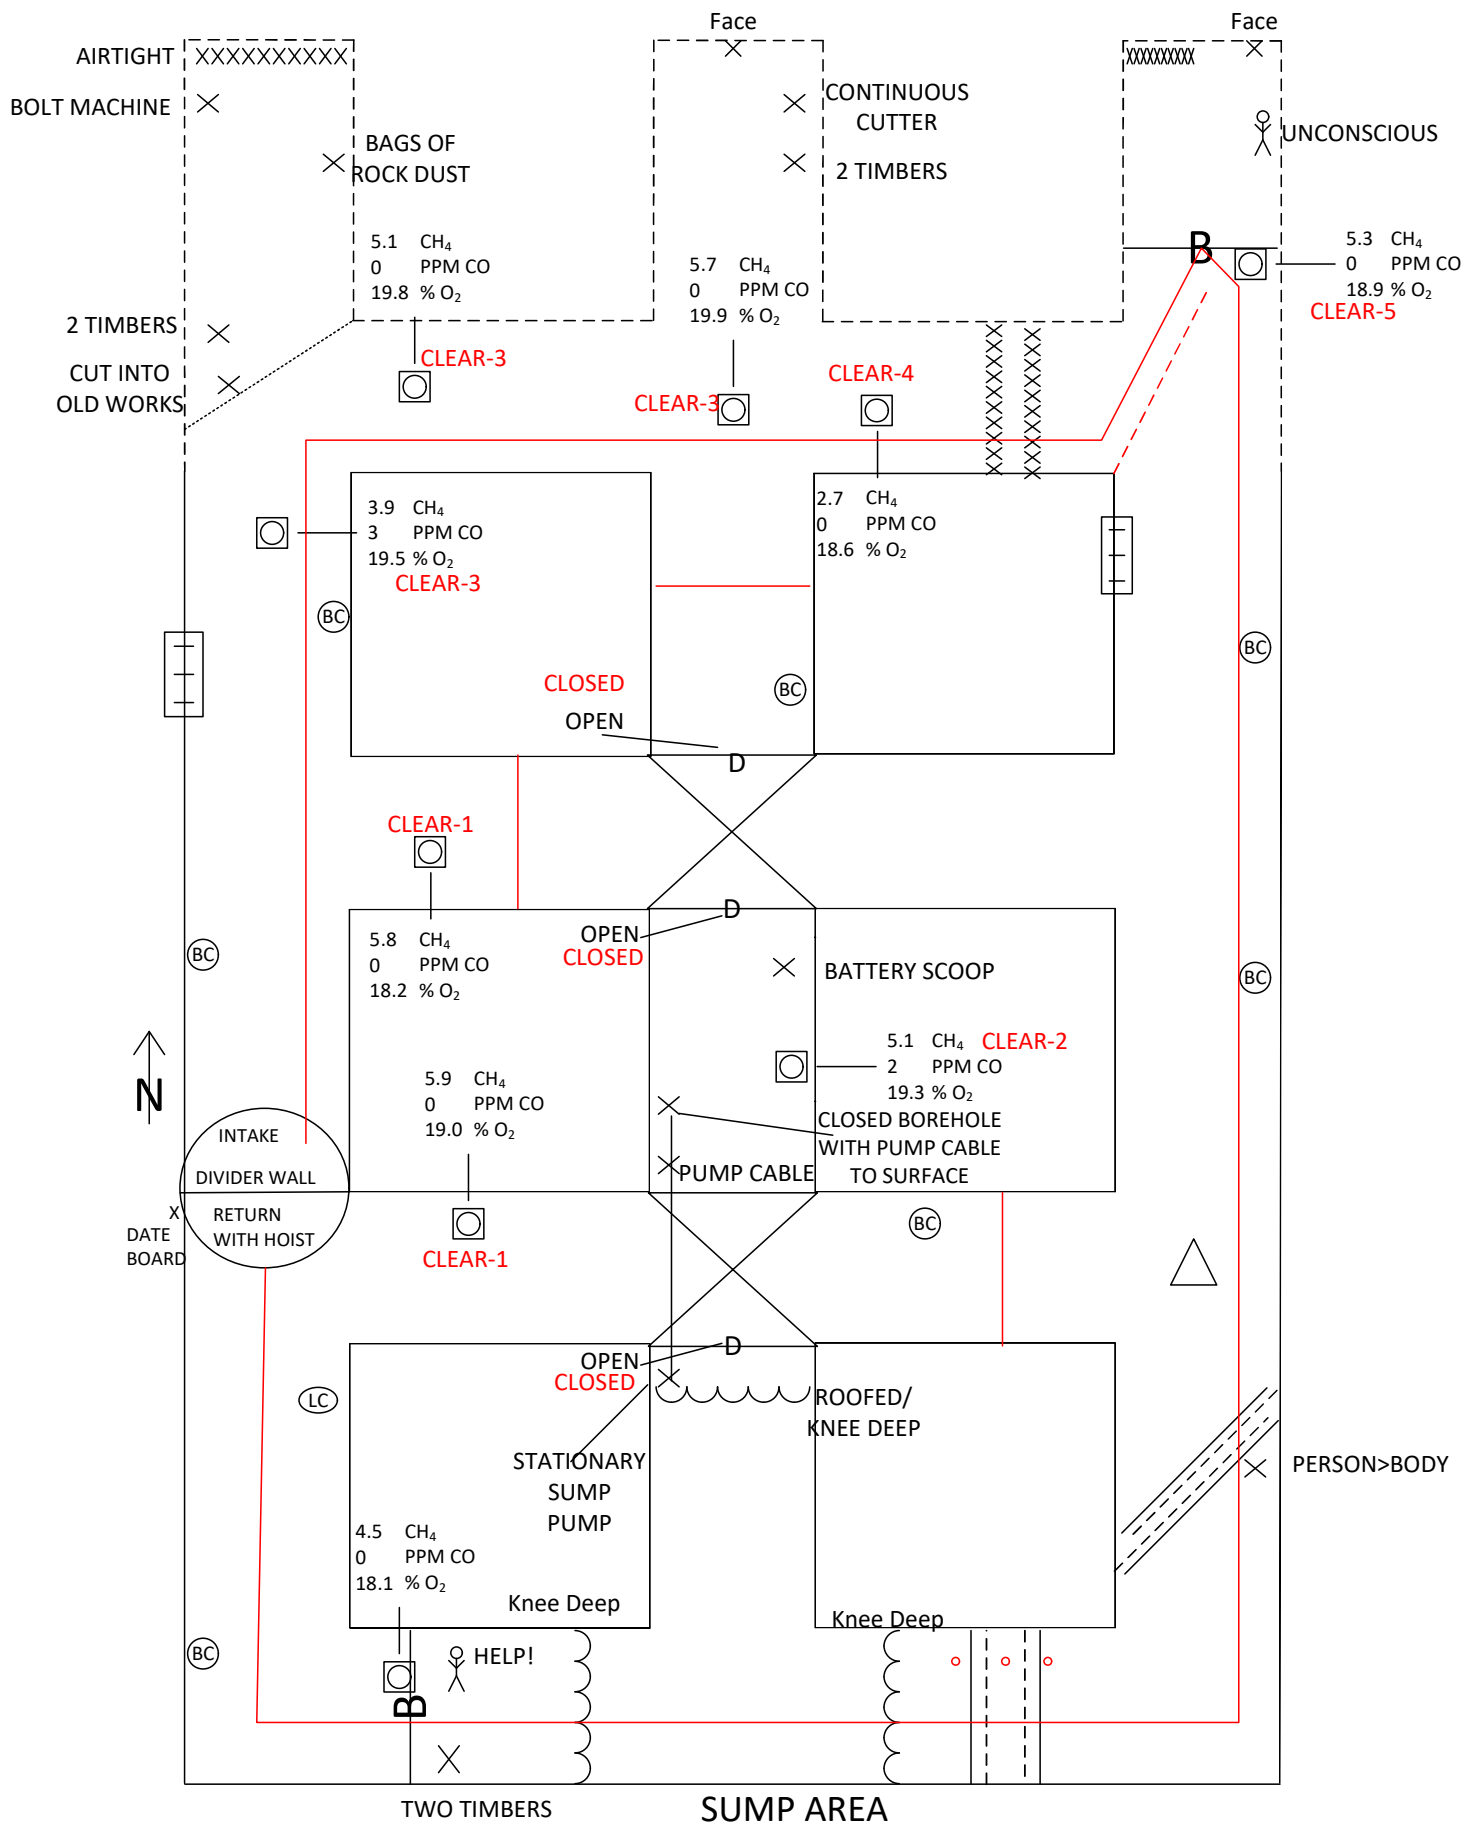 Face
Face
AIRTIGHT
XXXXXXXXXX
XXXXXXXXX
BOLT MACHINE
CONTINUOUS
CUTTER
BAGS OF
ROCK DUST
2 TIMBERS
UNCONSCIOUS
5.1 CH₄
0 PPM CO
19.8 % O₂
5.7 CH₄
0 PPM CO
19.9 % O₂
B
5.3 CH₄
0 PPM CO
18.9 % O₂
CLEAR-5
2 TIMBERS
CUT INTO
OLD WORKS
CLEAR-3
CLEAR-3
CLEAR-4
3.9 CH₄
3 PPM CO
19.5 % O₂
CLEAR-3
2.7 CH₄
0 PPM CO
18.6 % O₂
BC
BC
BC
CLOSED
OPEN
D
CLEAR-1
5.8 CH₄
0 PPM CO
18.2 % O₂
D
OPEN
CLOSED
BC
BC
BATTERY SCOOP
5.1 CH₄ CLEAR-2
2 PPM CO
19.3 % O₂
N
5.9 CH₄
0 PPM CO
19.0 % O₂
CLOSED BOREHOLE
WITH PUMP CABLE
TO SURFACE
PUMP CABLE
INTAKE
DIVIDER WALL
RETURN
WITH HOIST
X
DATE
BOARD
CLEAR-1
BC
D
OPEN
CLOSED
LC
ROOFED/
KNEE DEEP
STATIONARY
SUMP
PUMP
PERSON>BODY
4.5 CH₄
0 PPM CO
18.1 % O₂
Knee Deep
Knee Deep
BC
HELP!
B
TWO TIMBERS
SUMP AREA